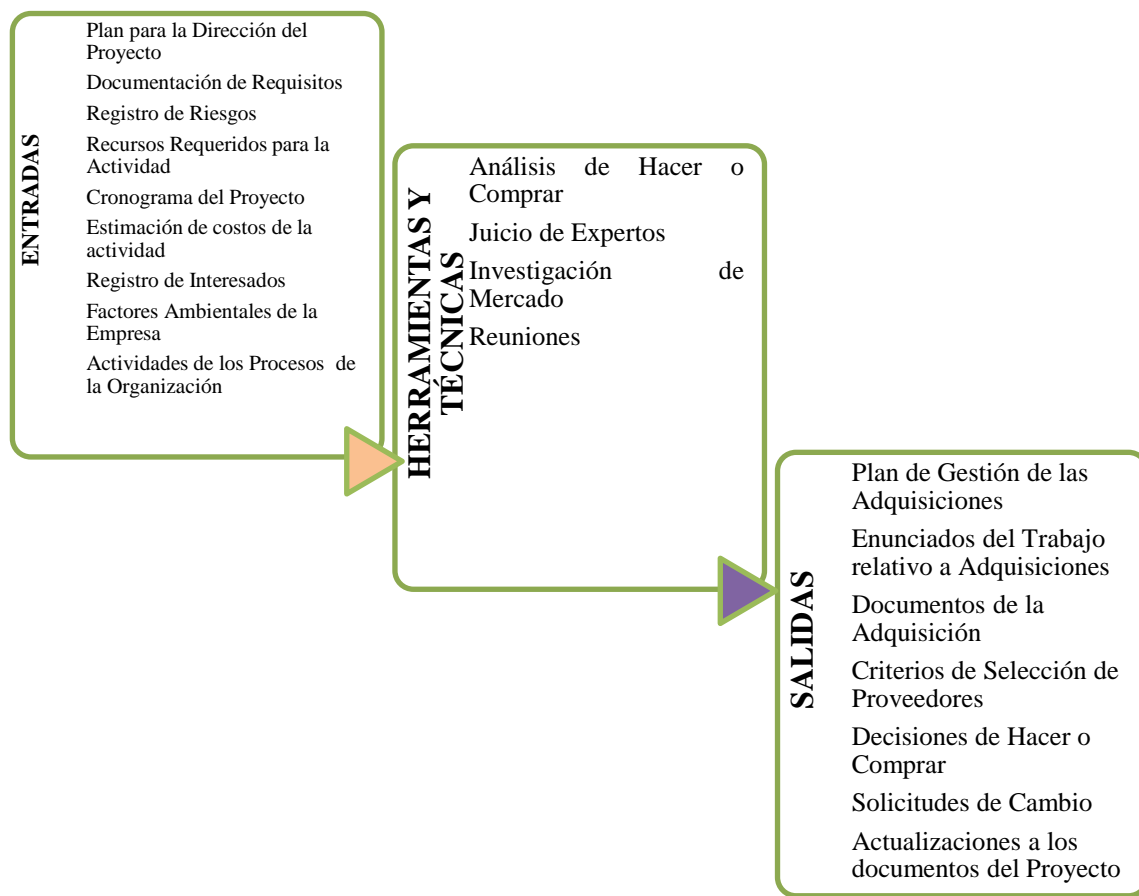 ENTRADAS
Plan para la Dirección del
Proyecto
Documentación de Requisitos
Registro de Riesgos
Recursos Requeridos para la
Actividad
Cronograma del Proyecto
Estimación de costos de la
actividad
Registro de Interesados
Factores Ambientales de la
Empresa
Actividades de los Procesos de
la Organización
HERRAMIENTAS Y
TÉCNICAS
Análisis de Hacer o
Comprar
Juicio de Expertos
Investigación de
Mercado
Reuniones
SALIDAS
Plan de Gestión de las
Adquisiciones
Enunciados del Trabajo
relativo a Adquisiciones
Documentos de la
Adquisición
Criterios de Selección de
Proveedores
Decisiones de Hacer o
Comprar
Solicitudes de Cambio
Actualizaciones a los
documentos del Proyecto